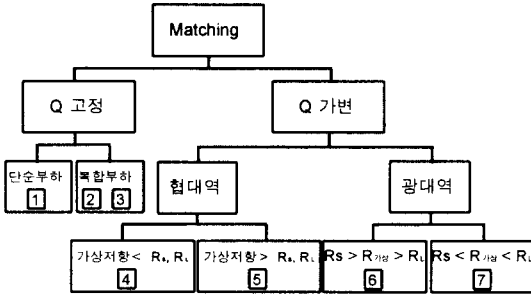 Matching
Q 고정
Q 가변
단순부하
1
복합부하
2 3
협대역
광대역
가상저항 < Rs, RL
4
가상저항 > Rs, RL
5
Rs > R가상 > RL
6
Rs < R가상 < RL
7